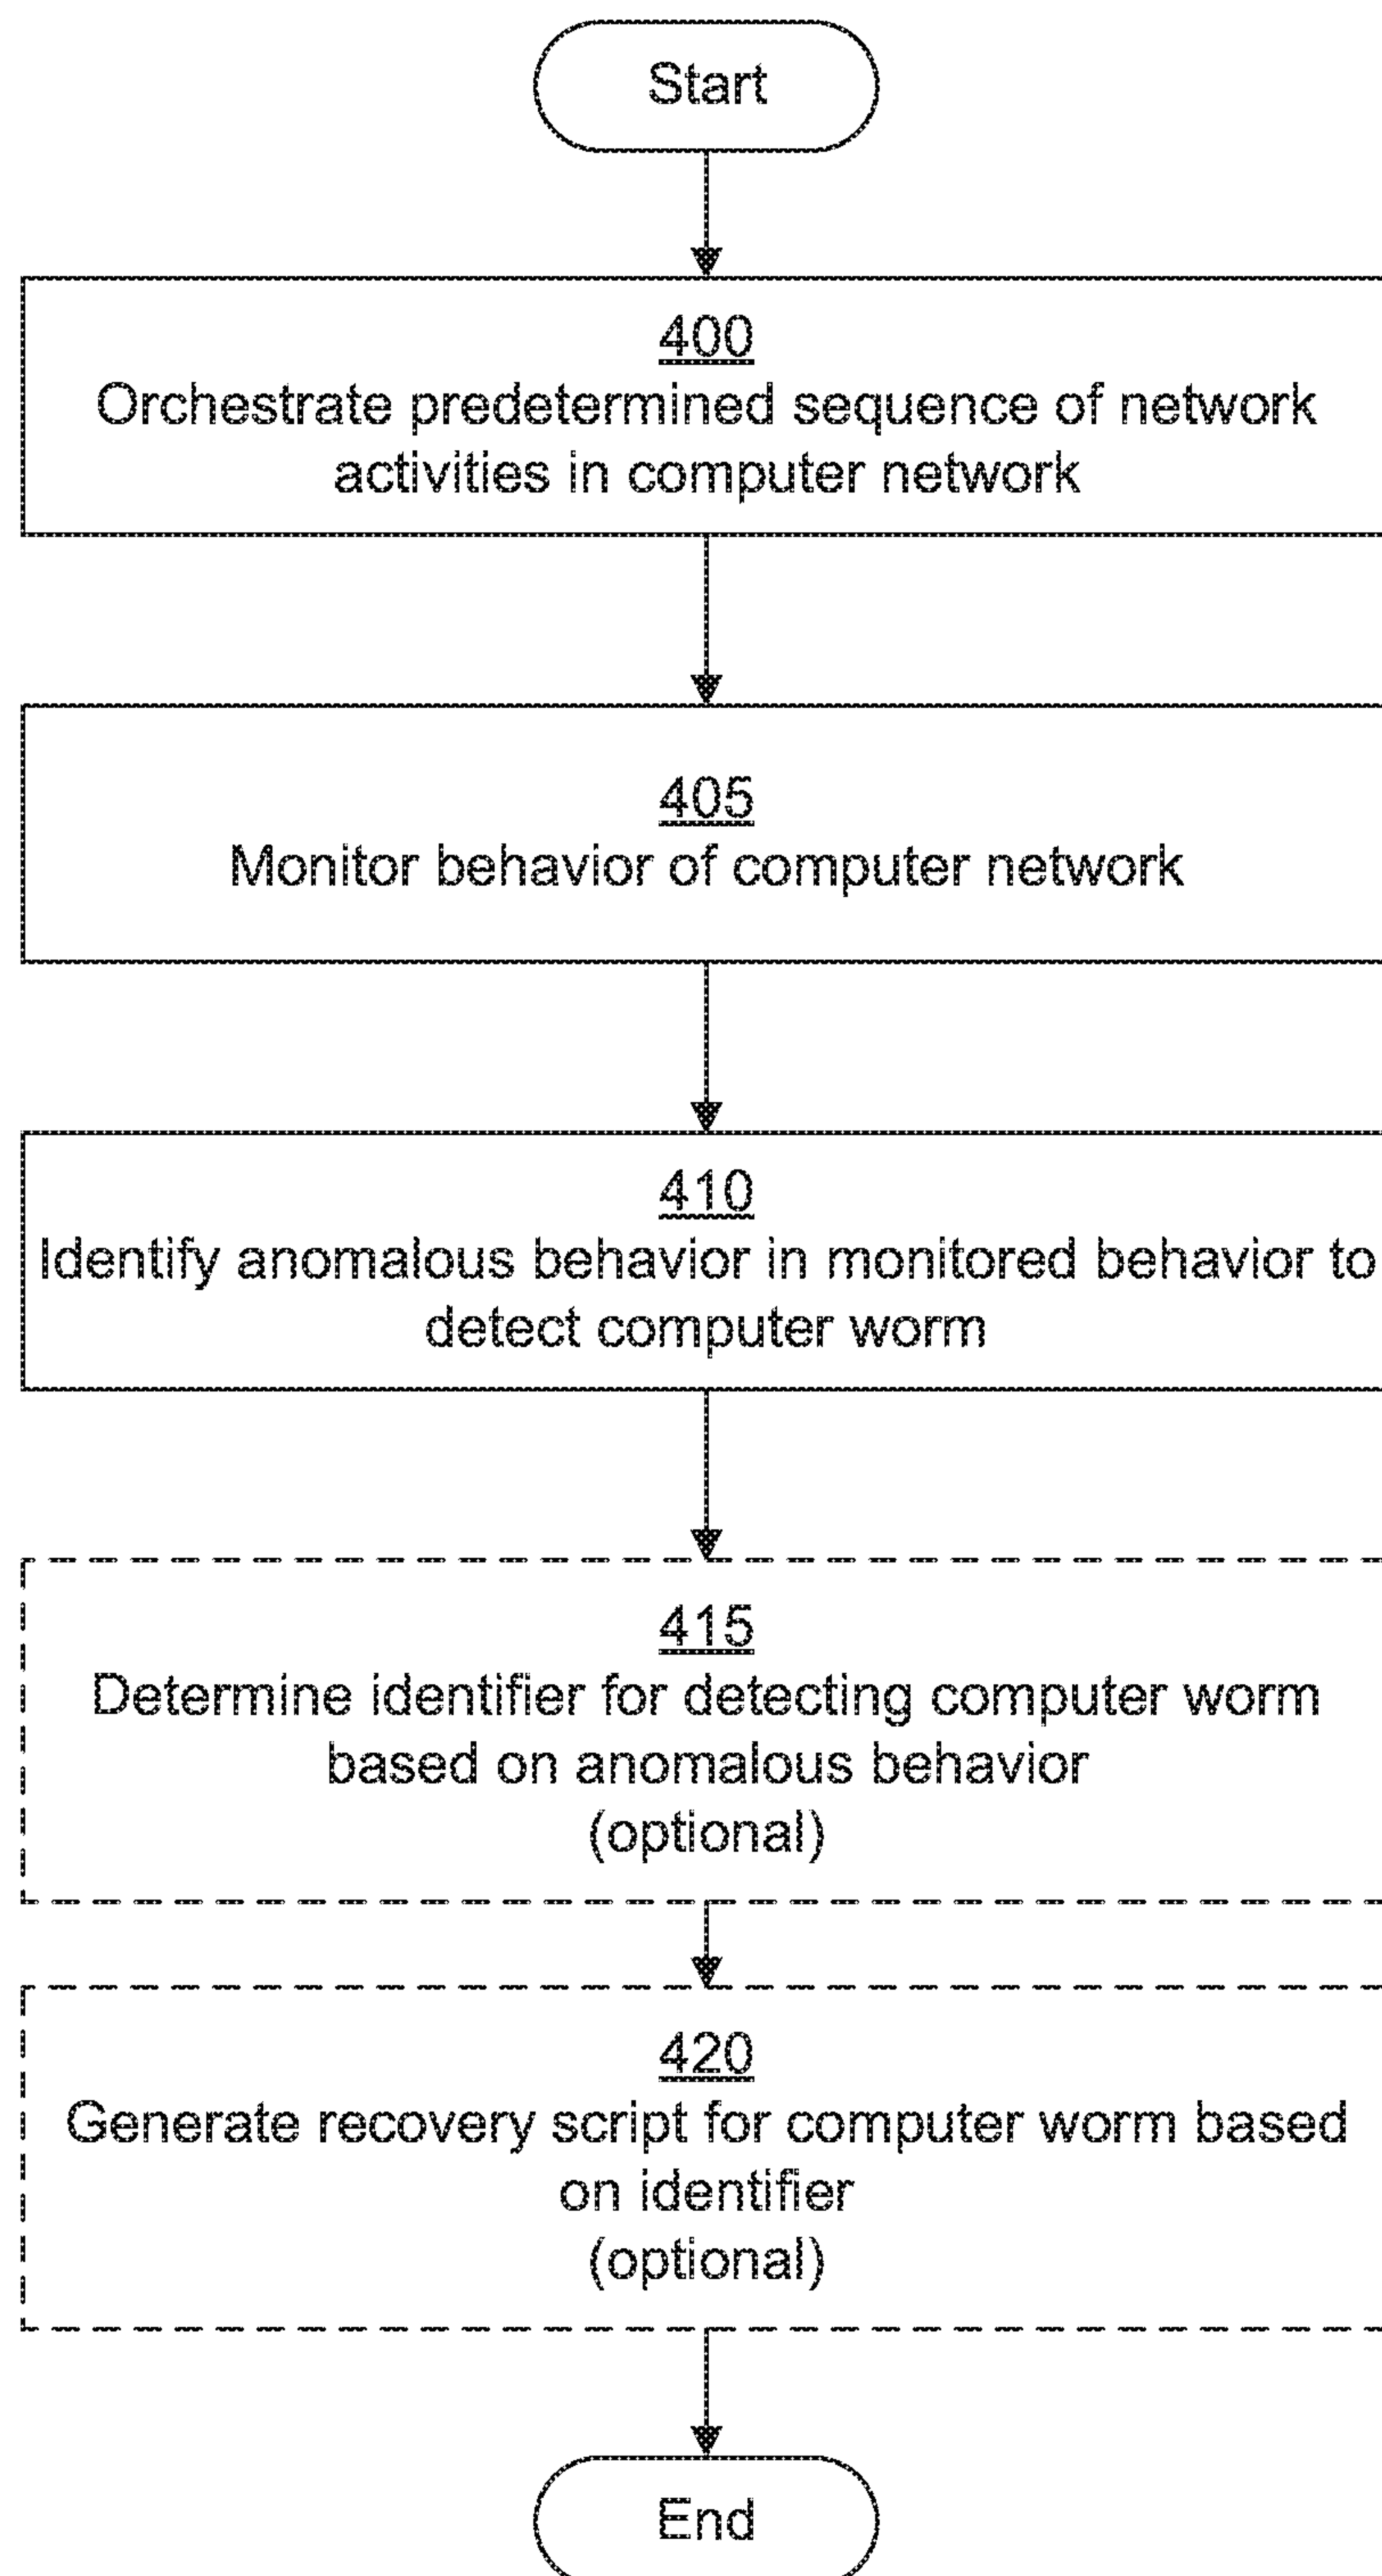 Start
400
Orchestrate predetermined sequence of network
activities in computer network
405
Monitor behavior of computer network
410
Identify anomalous behavior in monitored behavior to
detect computer worm
415
Determine identifier for detecting computer worm
based on anomalous behavior
(optional)
420
Generate recovery script for computer worm based
on identifier
(optional)
End